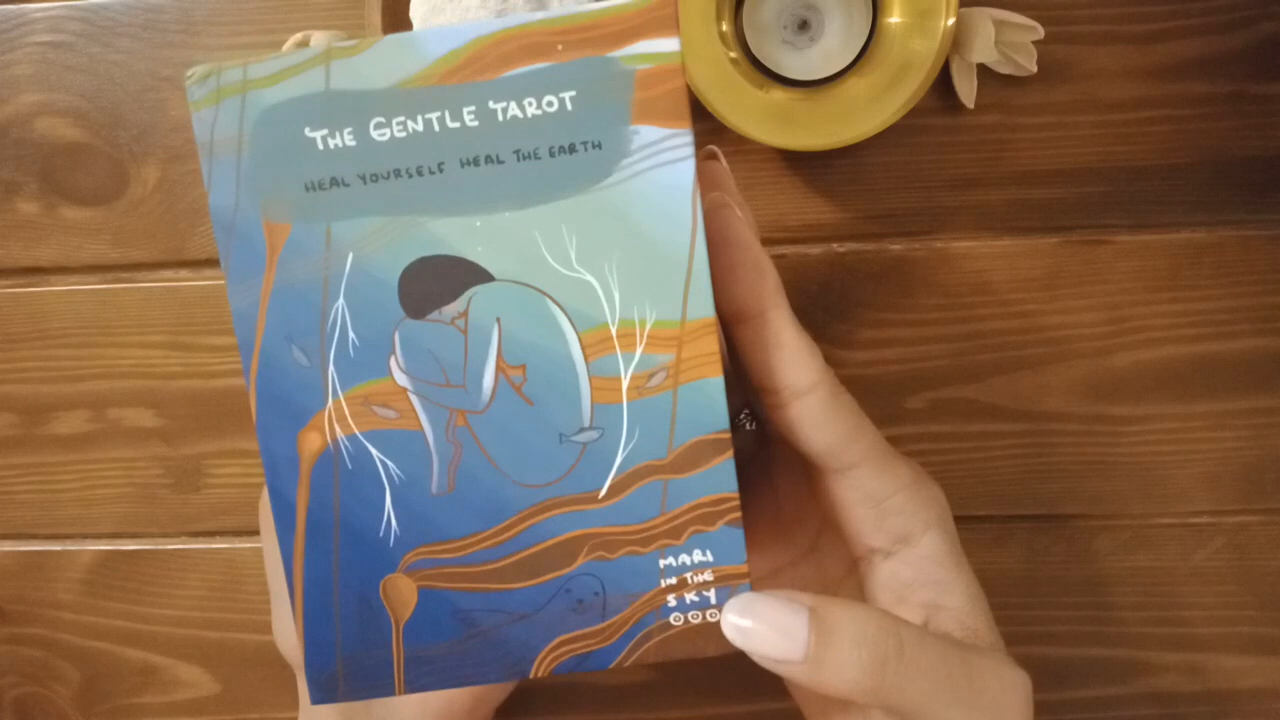 THE GENTLE TAROT
HEAL YOURSELF HEAL THE EARTH
MARI
IN THE
SKY